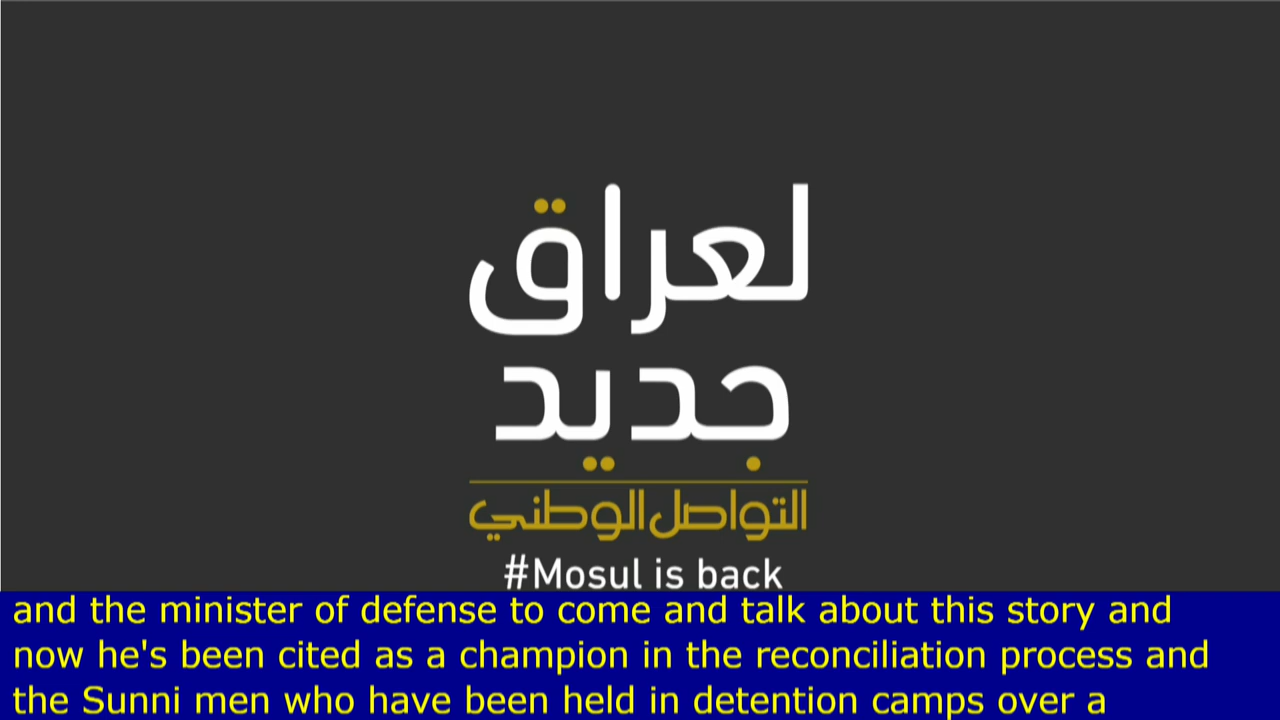 لعراق
جديد
التواصل الوطني
#Mosul is back
and the minister of defense to come and talk about this story and
now he's been cited as a champion in the reconciliation process and
the Sunni men who have been held in detention camps over a